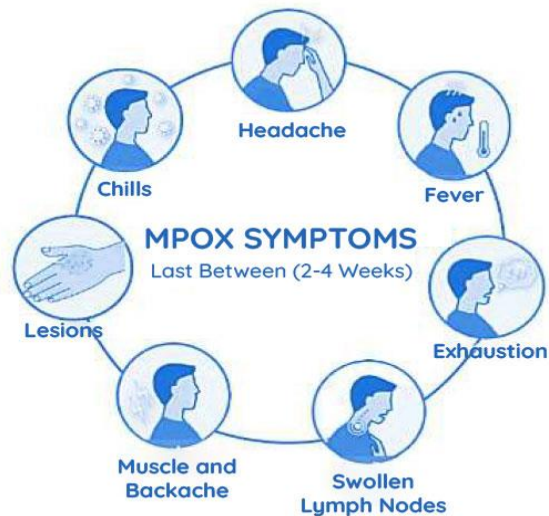 Headache
Fever
Chills
MPOX SYMPTOMS
Last Between (2-4 Weeks)
Lesions
Exhaustion
Muscle and
Backache
Swollen
Lymph Nodes